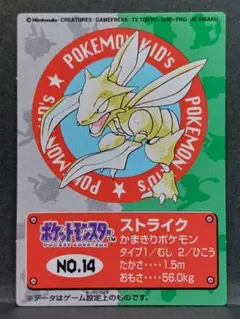 ©Nintendo・CREATURES・GAMEFREAK・TV TOKYO・SHO-PRO・JR KIKAKU
POKEMON KID'S
POKEMON KID'S
ポケットモンスター
POCKET MONSTERS
NO.14
ストライク
かまきりポケモン
タイプ1/むし 2/ひこう
たかさ‥‥1.5m
おもさ‥‥56.0kg
※データはゲーム設定上のものです。